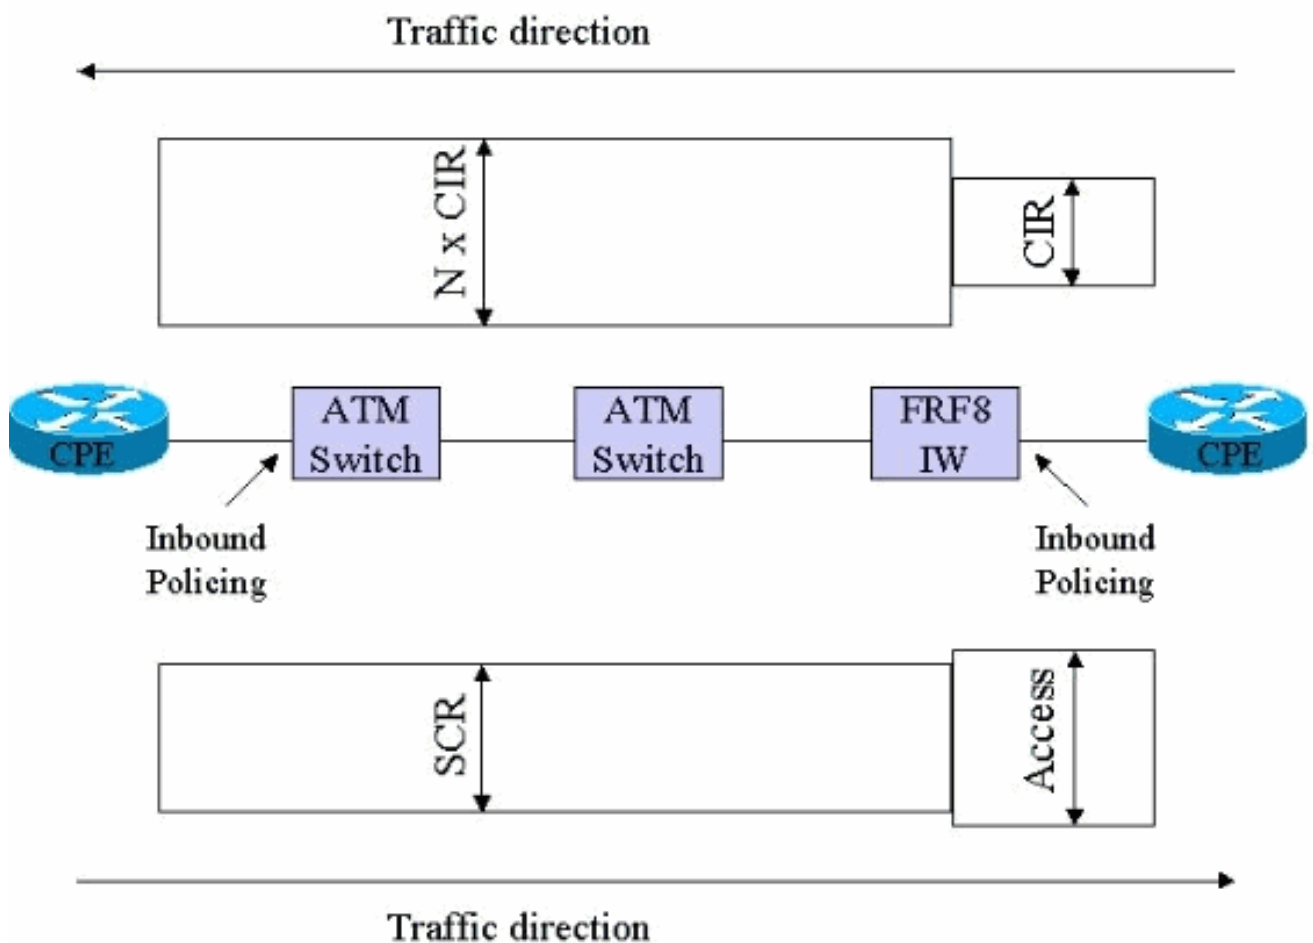 Traffic direction
N x CIR
CIR
CPE
ATM
Switch
ATM
Switch
FRF8
IW
CPE
Inbound
Policing
Inbound
Policing
SCR
Access
Traffic direction